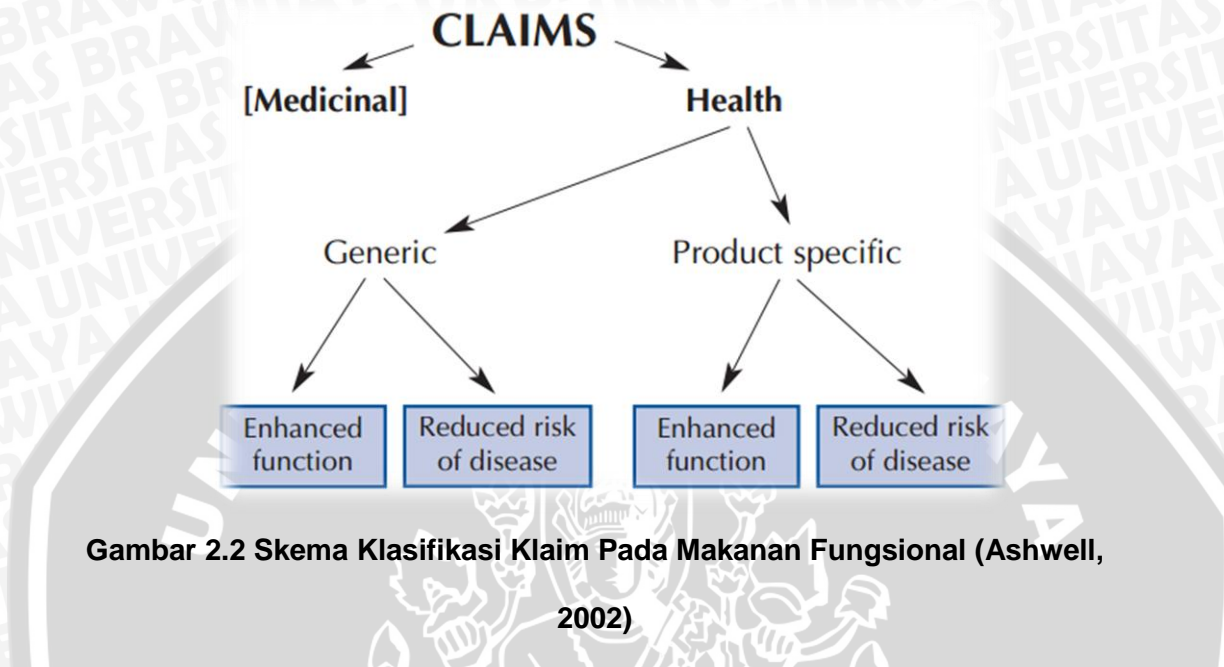 CLAIMS
[Medicinal] Health
Generic Product specific
Enhanced function
Reduced risk of disease
Enhanced function
Reduced risk of disease
Gambar 2.2 Skema Klasifikasi Klaim Pada Makanan Fungsional (Ashwell,
2002)